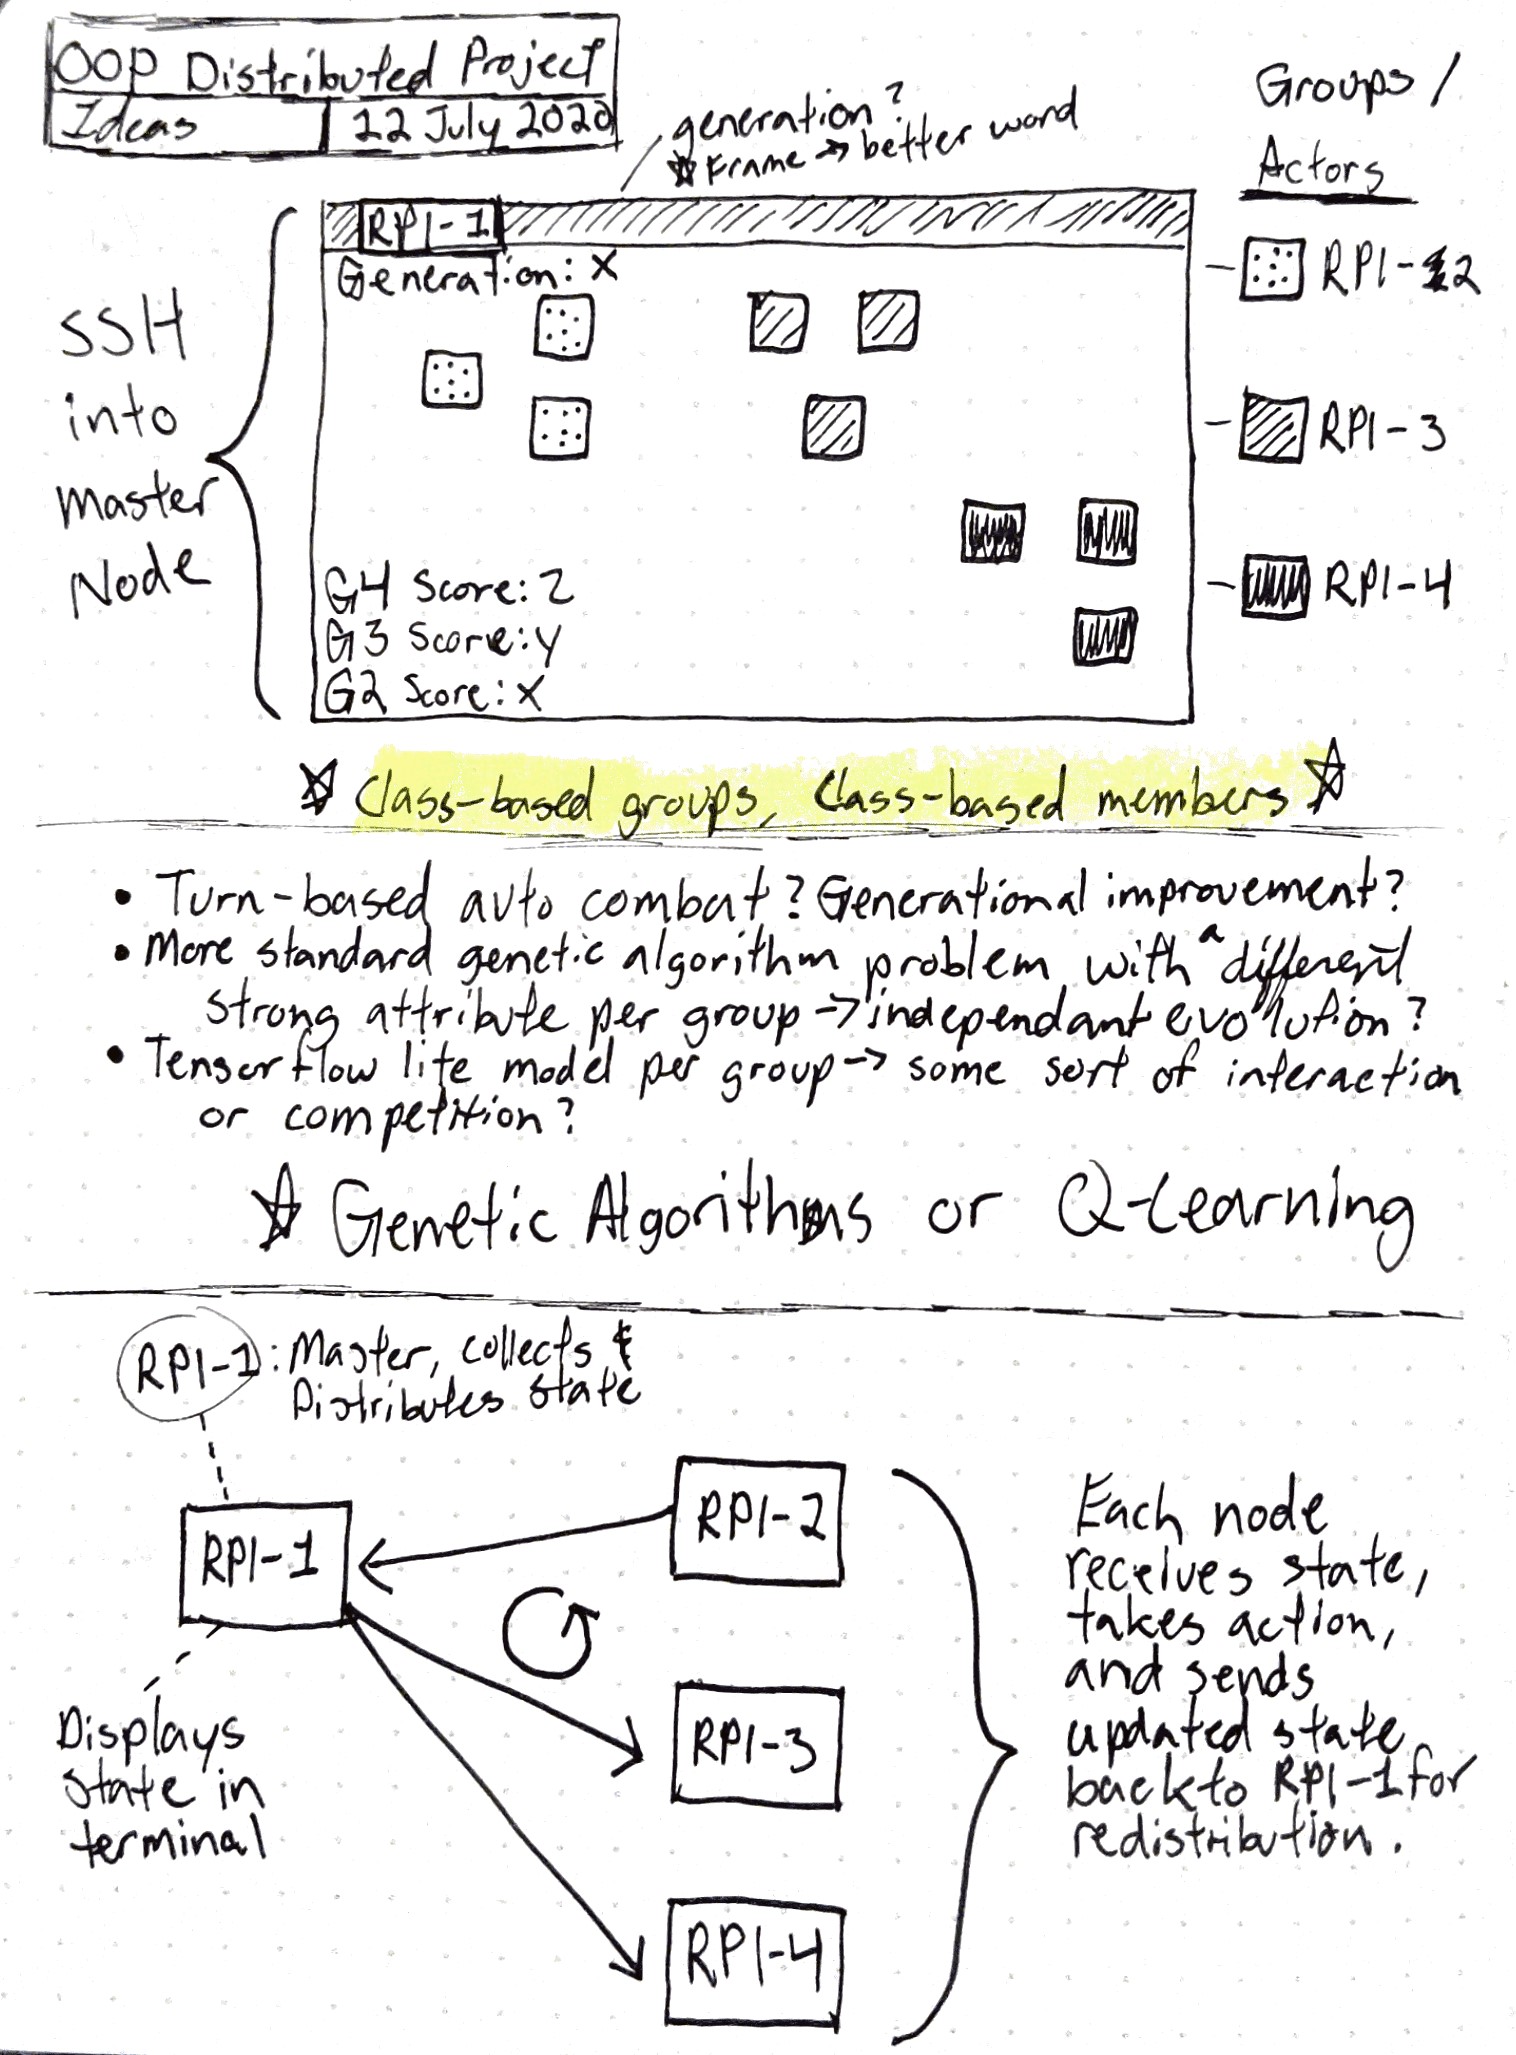 OOP Distributed Project
Ideas
22 July 2020
generation?
☆ Frame → better word
Groups /
Actors
RPI-1
Generation: X
SSH
into
Master
Node
RPI-2
RPI-3
RPI-4
G4 Score: Z
G3 Score: y
G2 Score: X
☆ Class-based groups, Class-based members ☆
• Turn-based auto combat? Generational improvement?
• More standard genetic algorithm problem with a different
strong attribute per group → independant evolution?
• Tensorflow lite model per group → some sort of interaction
or competition?
☆ Genetic Algorithms or Q-Learning
RPI-1: Master, collects &
Distributes state
RPI-1
RPI-2
RPI-3
RPI-4
Displays
state in
terminal
Each node
receives state,
takes action,
and sends
updated state
back to RPI-1 for
redistribution.